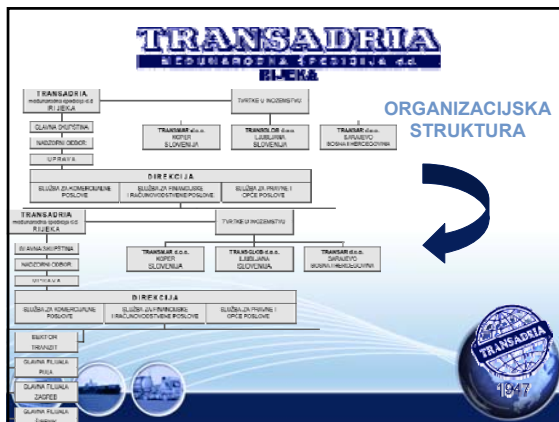 TRANSADRIA
MEĐUNARODNA ŠPEDICIJA d.d.
RIJEKA
ORGANIZACIJSKA
STRUKTURA
TRANSADRIA
međunarodna špedicija d.d.
RIJEKA
TVRTKE U INOZEMSTVU
GLAVNA SKUPŠTINA
NADZORNI ODBOR
UPRAVA
TRANSMAR d.o.o.
KOPER
SLOVENIJA
TRANSGLOB d.o.o.
LJUBLJANA
SLOVENIJA
TRANSARI d.o.o.
SARAJEVO
BOSNA I HERCEGOVINA
DIREKCIJA
SLUŽBA ZA KOMERCIJALNE
POSLOVE
SLUŽBA ZA FINANCIJSKE
I RAČUNOVODSTVENE POSLOVE
SLUŽBA ZA PRAVNE I
OPĆE POSLOVE
TRANSADRIA
međunarodna špedicija d.d.
RIJEKA
TVRTKE U INOZEMSTVU
GLAVNA SKUPŠTINA
NADZORNI ODBOR
UPRAVA
TRANSMAR d.o.o.
KOPER
SLOVENIJA
TRANSGLOB d.o.o.
LJUBLJANA
SLOVENIJA
TRANSARI d.o.o.
SARAJEVO
BOSNA I HERCEGOVINA
DIREKCIJA
SLUŽBA ZA KOMERCIJALNE
POSLOVE
SLUŽBA ZA FINANCIJSKE
I RAČUNOVODSTVENE POSLOVE
SLUŽBA ZA PRAVNE I
OPĆE POSLOVE
SEKTOR
TRANZIT
GLAVNA FILIJALA
PULA
GLAVNA FILIJALA
ZAGREB
GLAVNA FILIJALA
TRANSADRIA
1947